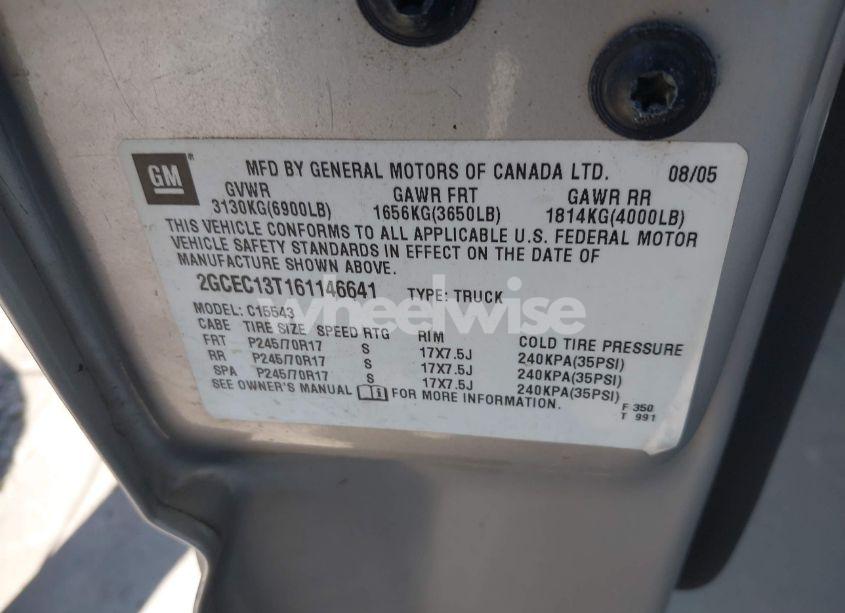 GM
MFD BY GENERAL MOTORS OF CANADA LTD. 08/05
GVWR GAWR FRT GAWR RR
3130KG(6900LB) 1656KG(3650LB) 1814KG(4000LB)
THIS VEHICLE CONFORMS TO ALL APPLICABLE U.S. FEDERAL MOTOR
VEHICLE SAFETY STANDARDS IN EFFECT ON THE DATE OF
MANUFACTURE SHOWN ABOVE.
2GCEC13T161146641 TYPE: TRUCK
wheelwise
MODEL: C15543
CABE TIRE SIZE SPEED RTG RIM COLD TIRE PRESSURE
FRT P245/70R17 S 17X7.5J 240KPA(35PSI)
RR P245/70R17 S 17X7.5J 240KPA(35PSI)
SPA P245/70R17 S 17X7.5J 240KPA(35PSI)
SEE OWNER'S MANUAL FOR MORE INFORMATION.
F 350
T 991